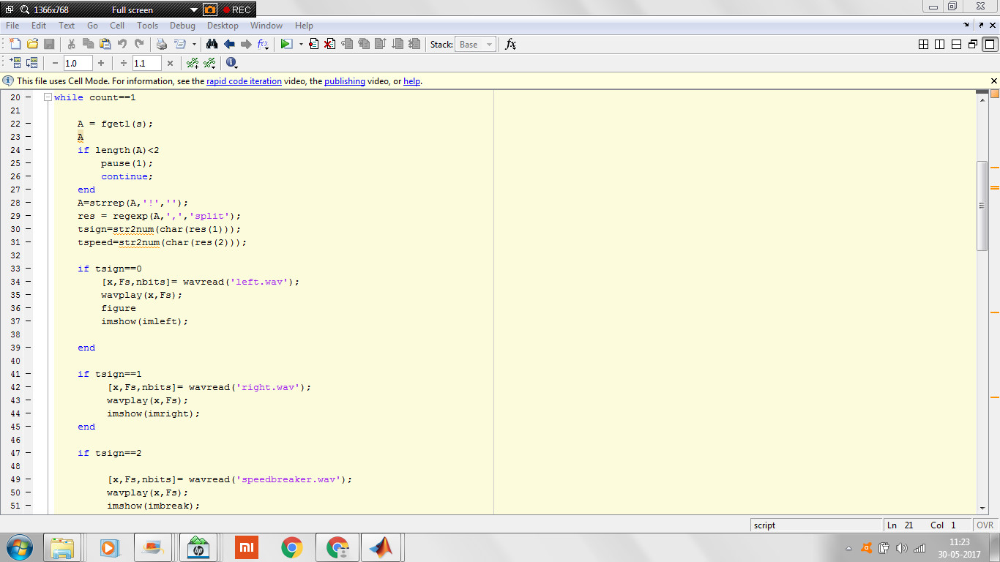 1366x768 Full screen REC
File Edit Text Go Cell Tools Debug Desktop Window Help
Stack: Base fx
− 1.0 + ÷ 1.1 ×
This file uses Cell Mode. For information, see the rapid code iteration video, the publishing video, or help.
20 − while count==1
21
22 − A = fgetl(s);
23 − A
24 − if length(A)<2
25 − pause(1);
26 − continue;
27 − end
28 − A=strrep(A,'!','');
29 − res = regexp(A,',','split');
30 − tsign=str2num(char(res(1)));
31 − tspeed=str2num(char(res(2)));
32
33 − if tsign==0
34 − [x,Fs,nbits]= wavread('left.wav');
35 − wavplay(x,Fs);
36 − figure
37 − imshow(imleft);
38
39 − end
40
41 − if tsign==1
42 − [x,Fs,nbits]= wavread('right.wav');
43 − wavplay(x,Fs);
44 − imshow(imright);
45 − end
46
47 − if tsign==2
48
49 − [x,Fs,nbits]= wavread('speedbreaker.wav');
50 − wavplay(x,Fs);
51 − imshow(imbreak);
script Ln 21 Col 1 OVR
hp mi 11:23
30-05-2017